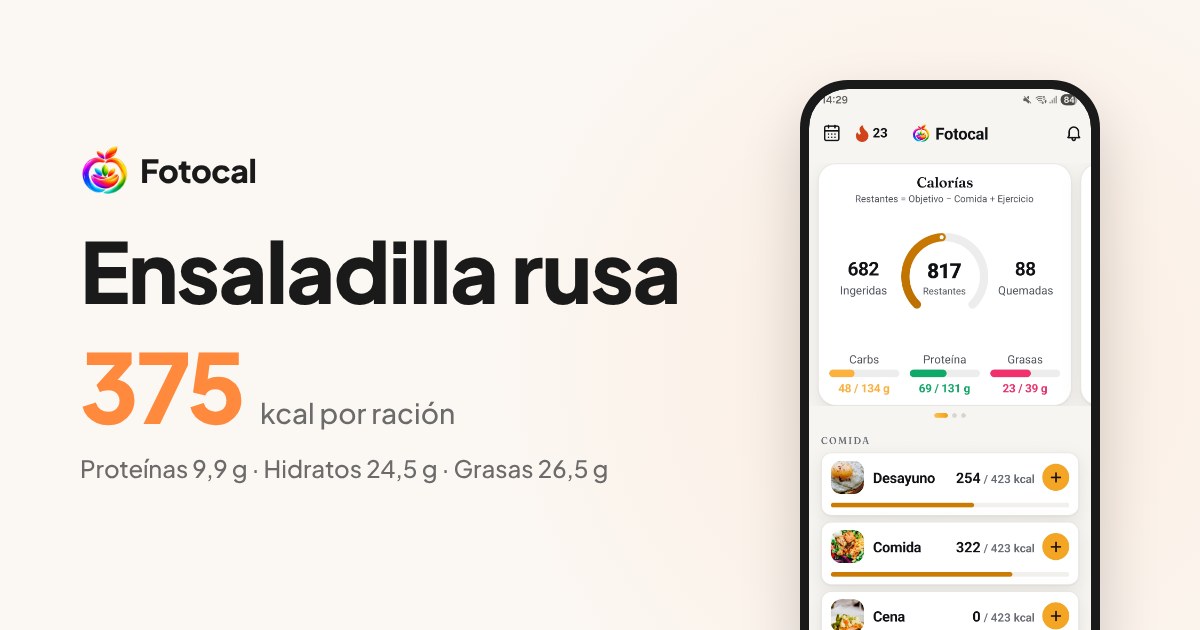 Fotocal
Ensaladilla rusa
375 kcal por ración
Proteínas 9,9 g · Hidratos 24,5 g · Grasas 26,5 g
14:29
84
23
Fotocal
Calorías
Restantes = Objetivo − Comida + Ejercicio
682
Ingeridas
817
Restantes
88
Quemadas
Carbs
Proteína
Grasas
48 / 134 g
69 / 131 g
23 / 39 g
COMIDA
Desayuno 254 / 423 kcal
Comida 322 / 423 kcal
Cena 0 / 423 kcal